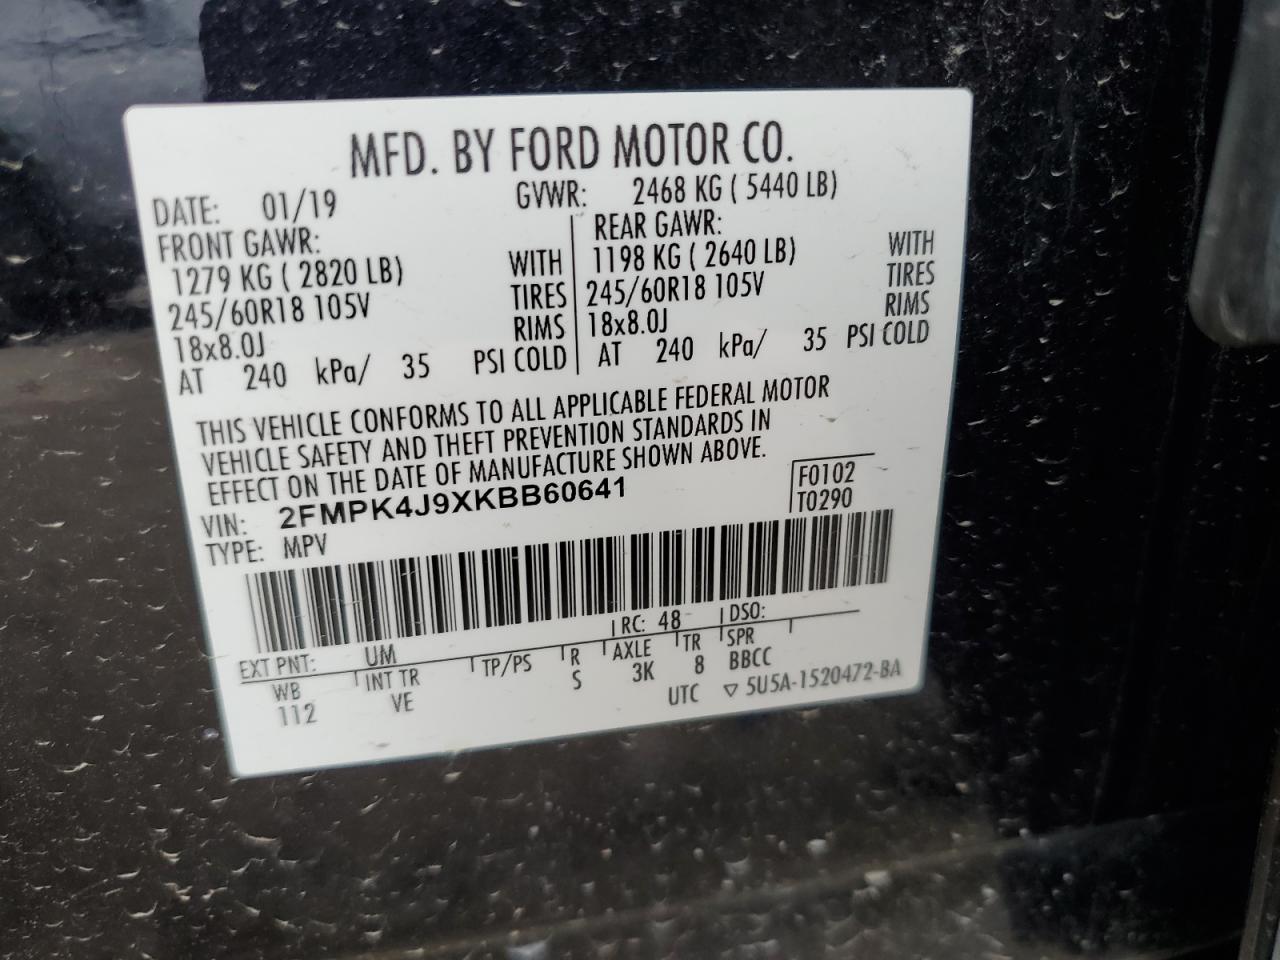 MFD. BY FORD MOTOR CO.
DATE: 01/19 GVWR: 2468 KG ( 5440 LB)
FRONT GAWR: REAR GAWR:
1279 KG ( 2820 LB) WITH 1198 KG ( 2640 LB) WITH
245/60R18 105V TIRES 245/60R18 105V TIRES
18x8.0J RIMS 18x8.0J RIMS
AT 240 kPa/ 35 PSI COLD AT 240 kPa/ 35 PSI COLD
THIS VEHICLE CONFORMS TO ALL APPLICABLE FEDERAL MOTOR
VEHICLE SAFETY AND THEFT PREVENTION STANDARDS IN
EFFECT ON THE DATE OF MANUFACTURE SHOWN ABOVE.
VIN: 2FMPK4J9XKBB60641 F0102
TYPE: MPV T0290
EXT PNT: UM RC: 48 DSO:
WB INT TR TP/PS R AXLE TR SPR
112 VE S 3K 8 BBCC
UTC ▽ 5U5A-1520472-BA